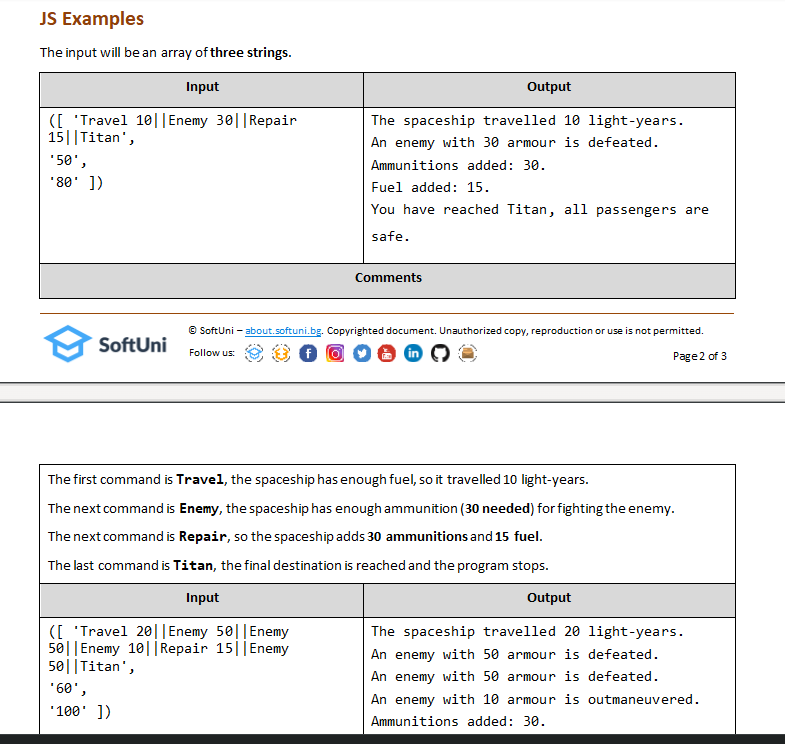 JS Examples
The input will be an array of three strings.
Input
Output
([ 'Travel 10||Enemy 30||Repair
15||Titan',
'50',
'80' ])
The spaceship travelled 10 light-years.
An enemy with 30 armour is defeated.
Ammunitions added: 30.
Fuel added: 15.
You have reached Titan, all passengers are
safe.
Comments
SoftUni
© SoftUni – about.softuni.bg. Copyrighted document. Unauthorized copy, reproduction or use is not permitted.
Follow us:
Page 2 of 3
The first command is Travel, the spaceship has enough fuel, so it travelled 10 light-years.
The next command is Enemy, the spaceship has enough ammunition (30 needed) for fighting the enemy.
The next command is Repair, so the spaceship adds 30 ammunitions and 15 fuel.
The last command is Titan, the final destination is reached and the program stops.
Input
Output
([ 'Travel 20||Enemy 50||Enemy
50||Enemy 10||Repair 15||Enemy
50||Titan',
'60',
'100' ])
The spaceship travelled 20 light-years.
An enemy with 50 armour is defeated.
An enemy with 50 armour is defeated.
An enemy with 10 armour is outmaneuvered.
Ammunitions added: 30.